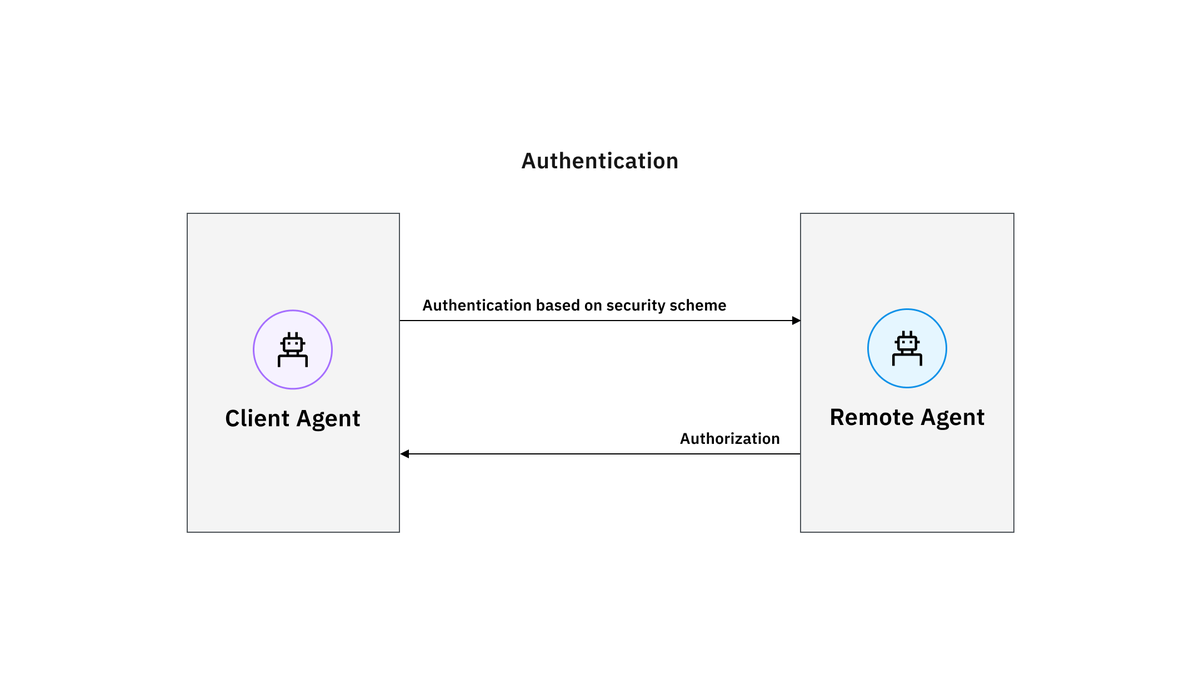 Authentication
Authentication based on security scheme
Client Agent
Remote Agent
Authorization